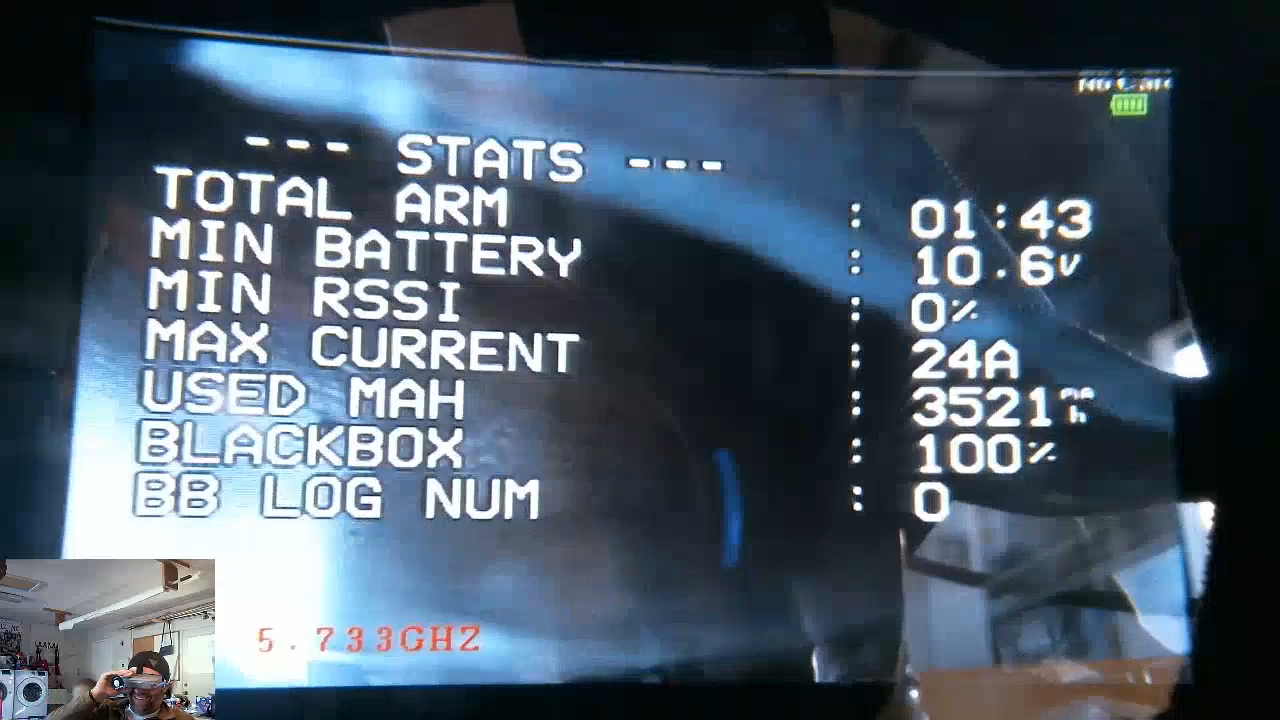 --- STATS ---
TOTAL ARM : 01:43
MIN BATTERY : 10.6V
MIN RSSI : 0%
MAX CURRENT : 24A
USED MAH : 3521mAh
BLACKBOX : 100%
BB LOG NUM : 0
5.733GHZ